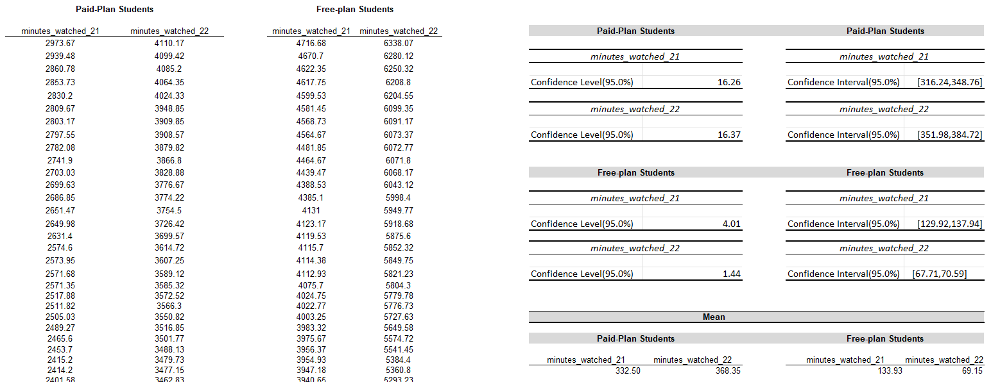 Paid-Plan Students Free-plan Students
minutes_watched_21 minutes_watched_22 minutes_watched_21 minutes_watched_22
2973.67 4110.17 4716.68 6338.07
2939.48 4099.42 4670.7 6280.12
2860.78 4085.2 4622.35 6250.32
2853.73 4064.35 4617.75 6208.8
2830.2 4024.33 4599.53 6204.55
2809.67 3948.85 4581.45 6099.35
2803.17 3909.85 4568.73 6091.17
2797.55 3908.57 4564.67 6073.37
2782.08 3879.82 4481.85 6072.77
2741.9 3866.8 4464.67 6071.8
2703.03 3828.88 4439.47 6068.17
2699.63 3776.67 4388.53 6043.12
2686.85 3774.22 4385.1 5998.4
2651.47 3754.5 4131 5949.77
2649.98 3726.42 4123.17 5918.68
2631.4 3699.57 4119.53 5875.6
2574.6 3614.72 4115.7 5852.32
2573.95 3607.25 4114.38 5849.75
2571.68 3589.12 4112.93 5821.23
2571.35 3585.32 4075.7 5804.3
2517.88 3572.52 4024.75 5779.78
2511.82 3566.3 4022.77 5776.73
2505.03 3550.82 4003.25 5727.63
2489.27 3516.85 3983.32 5649.58
2465.6 3501.77 3975.67 5574.72
2453.7 3488.13 3956.37 5541.45
2415.2 3479.73 3954.93 5384.4
2414.2 3477.15 3947.18 5360.8
2401.58 3462.83 3940.65 5293.23
Paid-Plan Students Paid-Plan Students
minutes_watched_21 minutes_watched_21
Confidence Level(95.0%) 16.26 Confidence Interval(95.0%) [316.24,348.76]
minutes_watched_22 minutes_watched_22
Confidence Level(95.0%) 16.37 Confidence Interval(95.0%) [351.98,384.72]
Free-plan Students Free-plan Students
minutes_watched_21 minutes_watched_21
Confidence Level(95.0%) 4.01 Confidence Interval(95.0%) [129.92,137.94]
minutes_watched_22 minutes_watched_22
Confidence Level(95.0%) 1.44 Confidence Interval(95.0%) [67.71,70.59]
Mean
Paid-Plan Students Free-plan Students
minutes_watched_21 minutes_watched_22 minutes_watched_21 minutes_watched_22
332.50 368.35 133.93 69.15